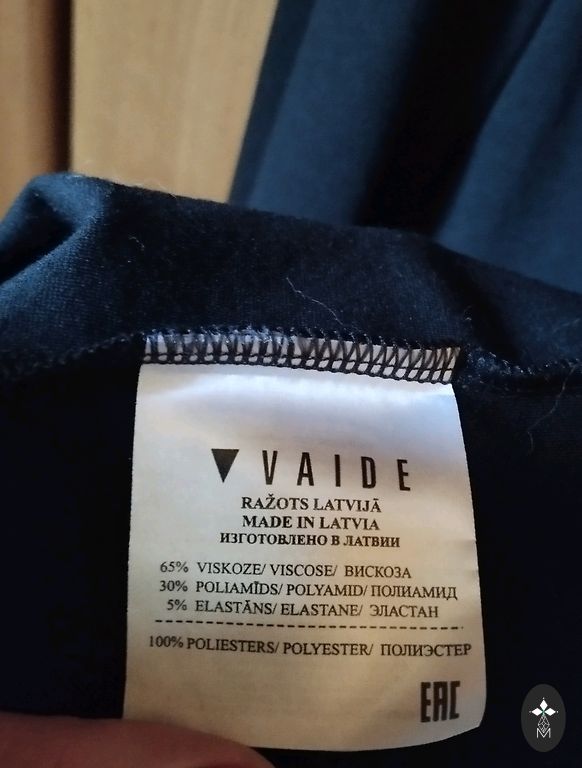 VAIDE
RAŽOTS LATVIJĀ
MADE IN LATVIA
ИЗГОТОВЛЕНО В ЛАТВИИ
65% VISKOZE/ VISCOSE/ ВИСКОЗА
30% POLIAMĪDS/ POLYAMID/ ПОЛИАМИД
5% ELASTĀNS/ ELASTANE/ ЭЛАСТАН
100% POLIESTERS/ POLYESTER/ ПОЛИЭСТЕР
EAC
M